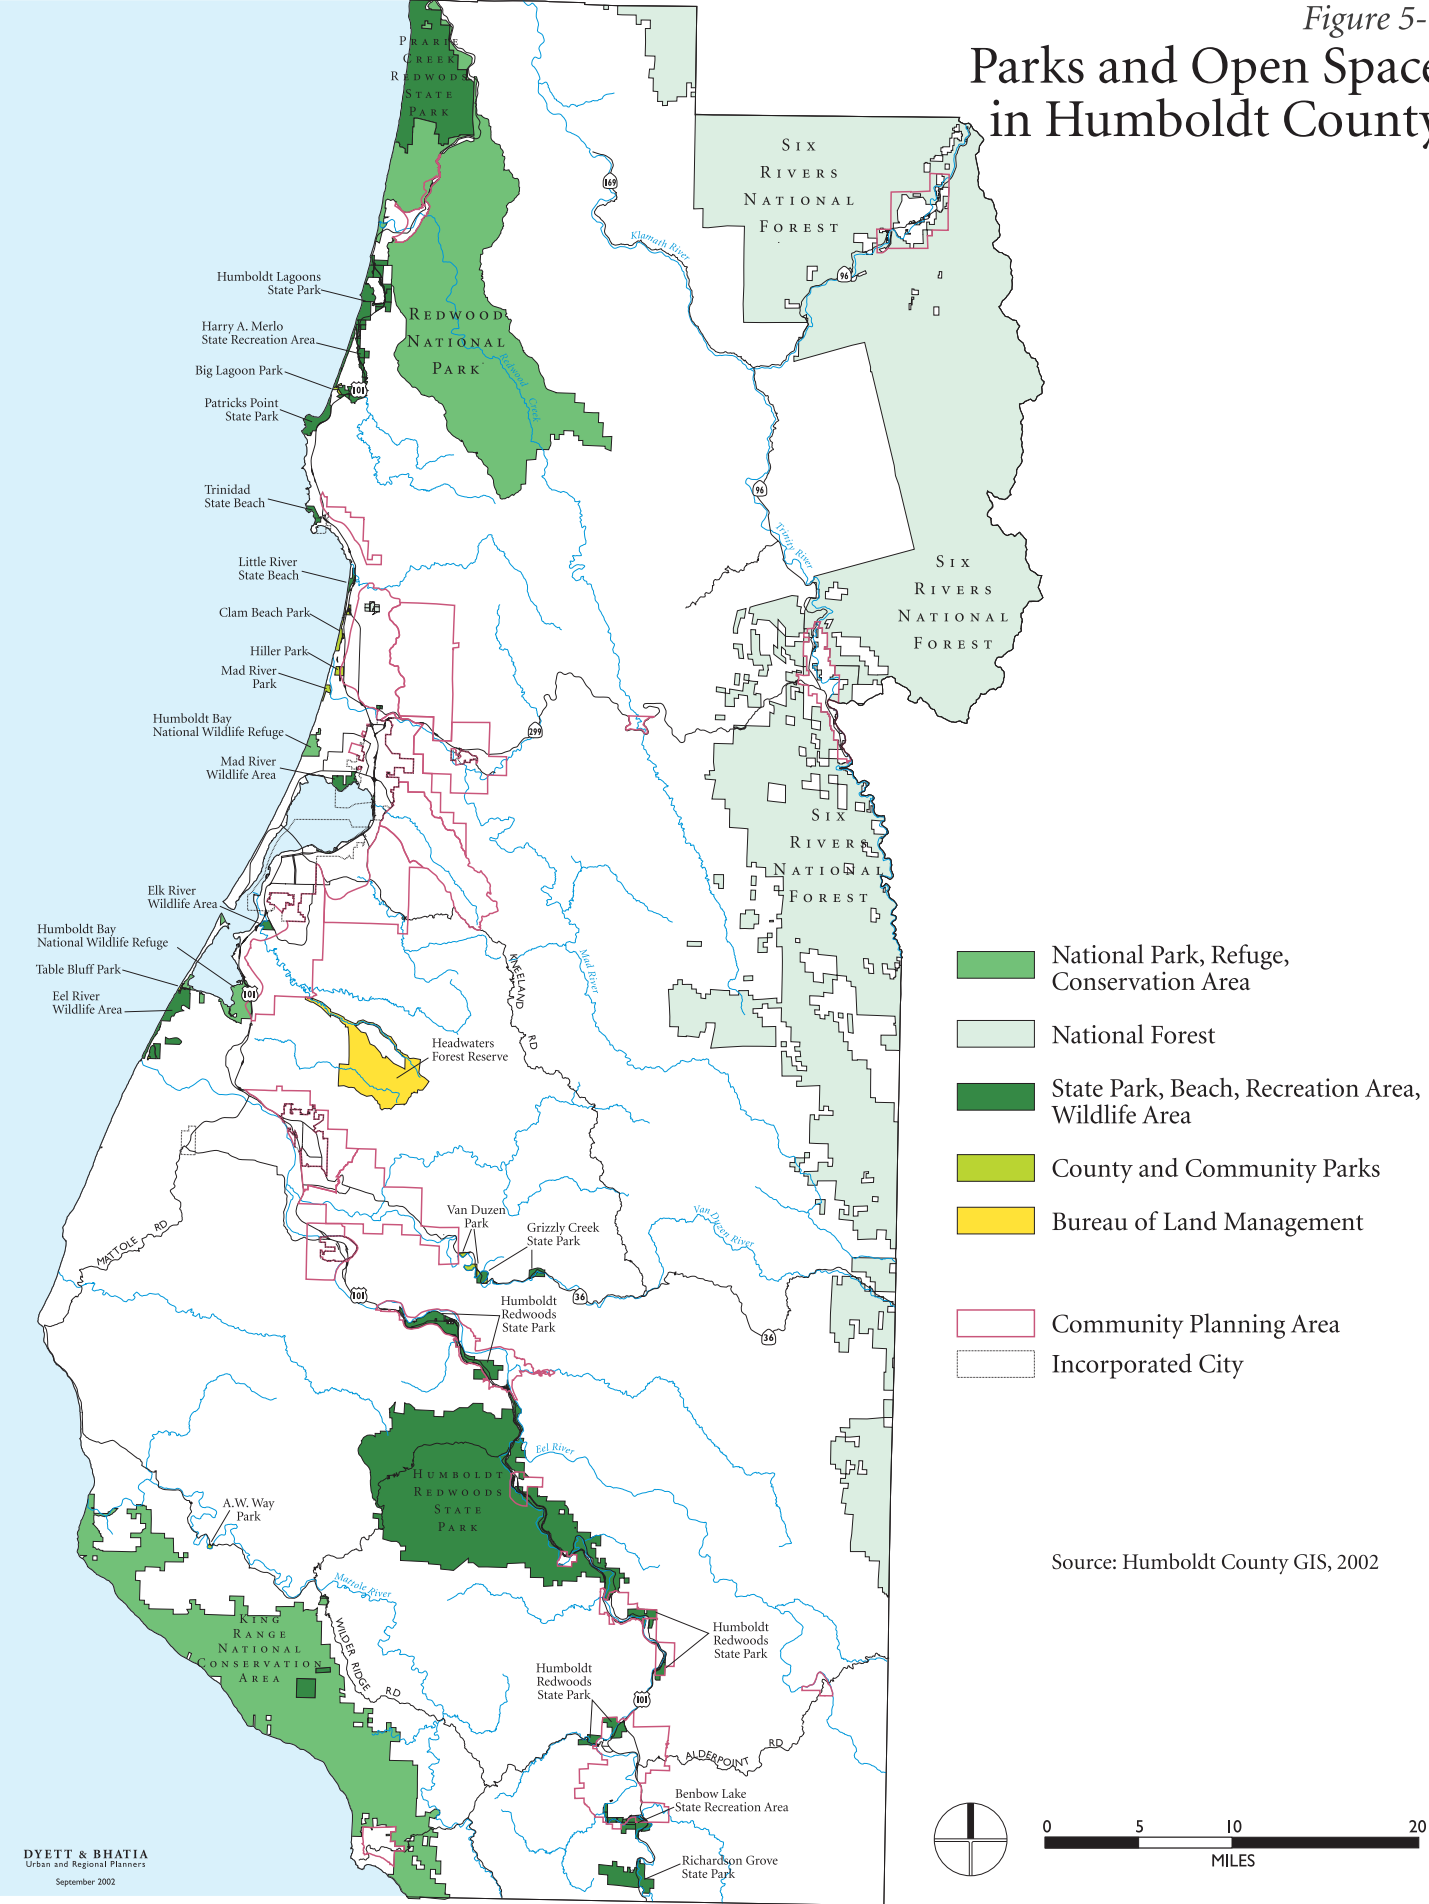 Figure 5-
Parks and Open Space
in Humboldt County
PRARIE
CREEK
REDWODS
STATE
PARK
SIX
RIVERS
NATIONAL
FOREST
169
Klamath River
96
Humboldt Lagoons
State Park
REDWOOD
NATIONAL
PARK
Harry A. Merlo
State Recreation Area
Redwood
Creek
Big Lagoon Park
101
Patricks Point
State Park
Trinidad
State Beach
96
Trinity River
Little River
State Beach
SIX
RIVERS
NATIONAL
FOREST
Clam Beach Park
Hiller Park
Mad River
Park
Humboldt Bay
National Wildlife Refuge
299
Mad River
Wildlife Area
SIX
RIVERS
NATIONAL
FOREST
Elk River
Wildlife Area
Humboldt Bay
National Wildlife Refuge
Table Bluff Park
Eel River
Wildlife Area
101
KNEELAND
RD
Mad River
Headwaters
Forest Reserve
National Park, Refuge,
Conservation Area
National Forest
State Park, Beach, Recreation Area,
Wildlife Area
County and Community Parks
Bureau of Land Management
Community Planning Area
Incorporated City
Van Duzen
Park
Grizzly Creek
State Park
Van Duzen River
MATTOLE RD
101
36
36
Humboldt
Redwoods
State Park
Eel River
HUMBOLDT
REDWOODS
STATE
PARK
A.W. Way
Park
Source: Humboldt County GIS, 2002
Mattole River
KING
RANGE
NATIONAL
CONSERVATION
AREA
WILDER RIDGE RD
Humboldt
Redwoods
State Park
Humboldt
Redwoods
State Park
101
ALDERPOINT RD
Benbow Lake
State Recreation Area
Richardson Grove
State Park
0 5 10 20
MILES
DYETT & BHATIA
Urban and Regional Planners
September 2002